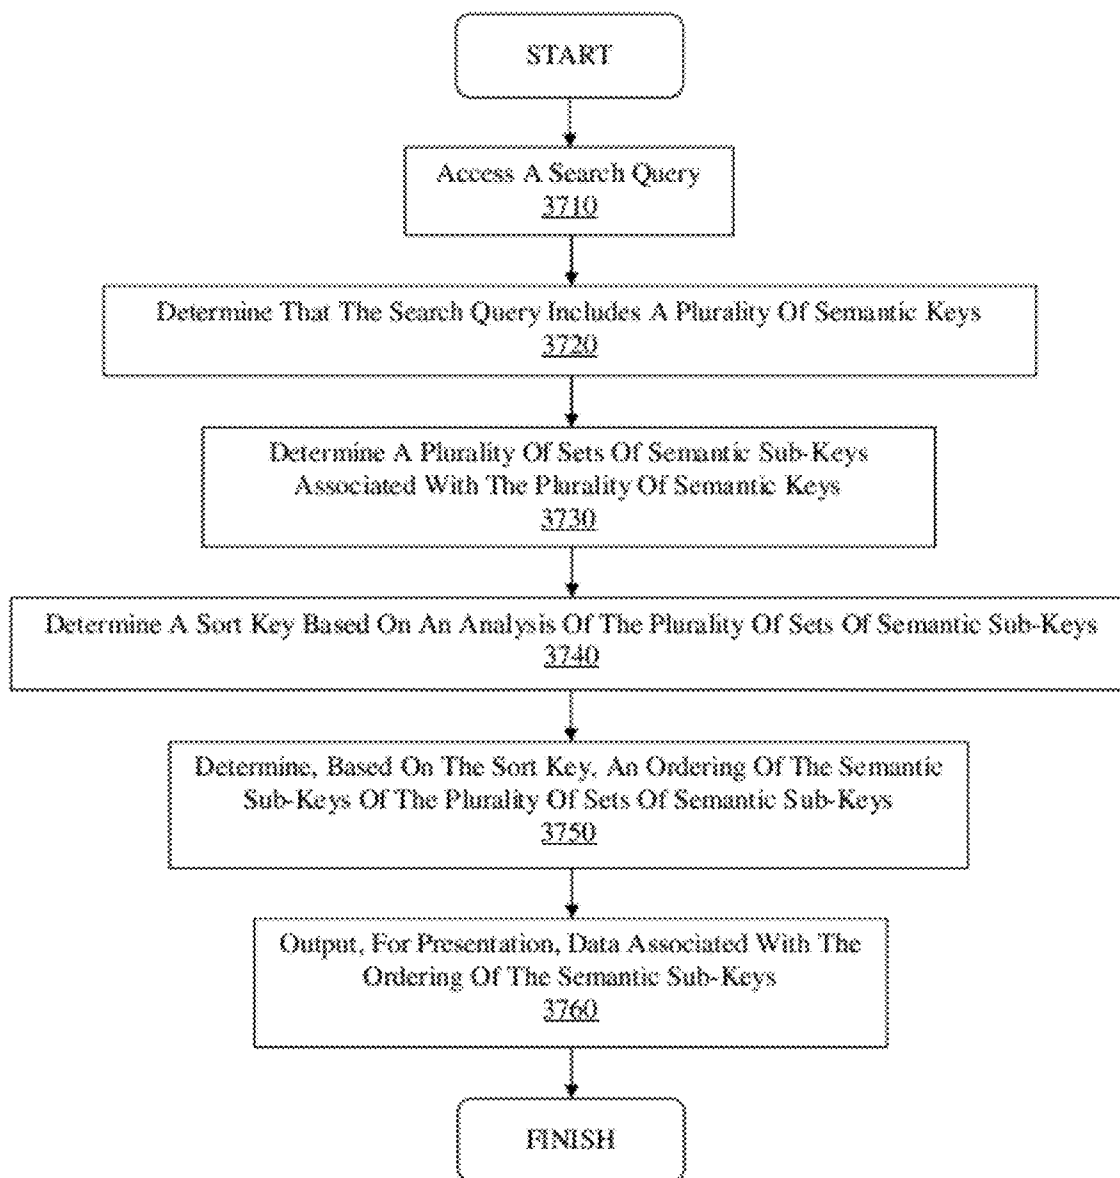 START
Access A Search Query
3710
Determine That The Search Query Includes A Plurality Of Semantic Keys
3720
Determine A Plurality Of Sets Of Semantic Sub-Keys
Associated With The Plurality Of Semantic Keys
3730
Determine A Sort Key Based On An Analysis Of The Plurality Of Sets Of Semantic Sub-Keys
3740
Determine, Based On The Sort Key, An Ordering Of The Semantic
Sub-Keys Of The Plurality Of Sets Of Semantic Sub-Keys
3750
Output, For Presentation, Data Associated With The
Ordering Of The Semantic Sub-Keys
3760
FINISH